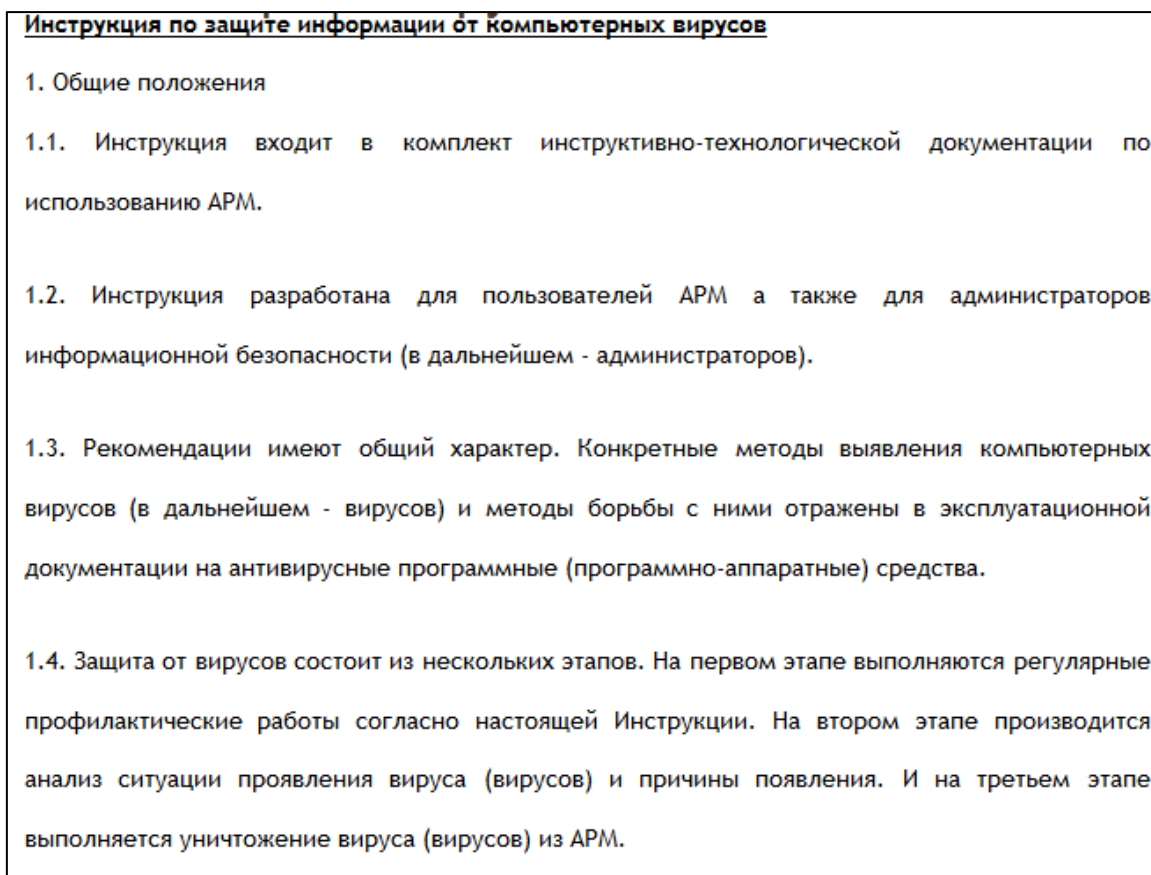 Инструкция по защите информации от компьютерных вирусов
1. Общие положения
1.1. Инструкция входит в комплект инструктивно-технологической документации по
использованию АРМ.
1.2. Инструкция разработана для пользователей АРМ а также для администраторов
информационной безопасности (в дальнейшем - администраторов).
1.3. Рекомендации имеют общий характер. Конкретные методы выявления компьютерных
вирусов (в дальнейшем - вирусов) и методы борьбы с ними отражены в эксплуатационной
документации на антивирусные программные (программно-аппаратные) средства.
1.4. Защита от вирусов состоит из нескольких этапов. На первом этапе выполняются регулярные
профилактические работы согласно настоящей Инструкции. На втором этапе производится
анализ ситуации проявления вируса (вирусов) и причины появления. И на третьем этапе
выполняется уничтожение вируса (вирусов) из АРМ.